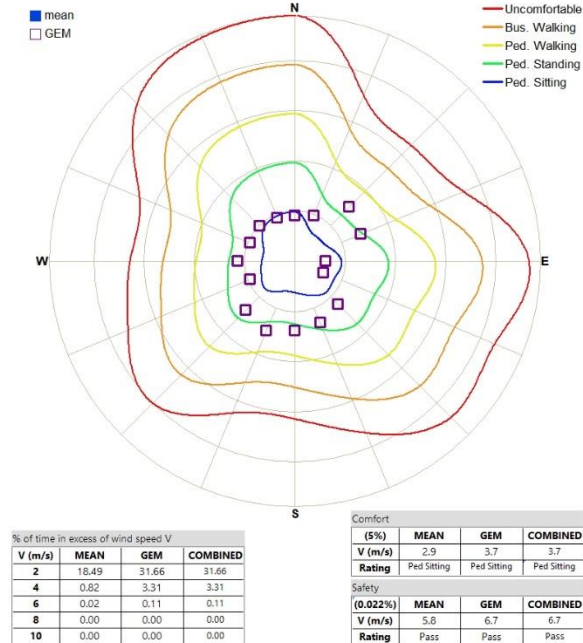 mean
GEM
N
Uncomfortable
Bus. Walking
Ped. Walking
Ped. Standing
Ped. Sitting
W
E
S
% of time in excess of wind speed V
V (m/s) MEAN GEM COMBINED
2 18.49 31.66 31.66
4 0.82 3.31 3.31
6 0.02 0.11 0.11
8 0.00 0.00 0.00
10 0.00 0.00 0.00
Comfort
(5%) MEAN GEM COMBINED
V (m/s) 2.9 3.7 3.7
Rating Ped Sitting Ped Sitting Ped Sitting
Safety
(0.022%) MEAN GEM COMBINED
V (m/s) 5.8 6.7 6.7
Rating Pass Pass Pass